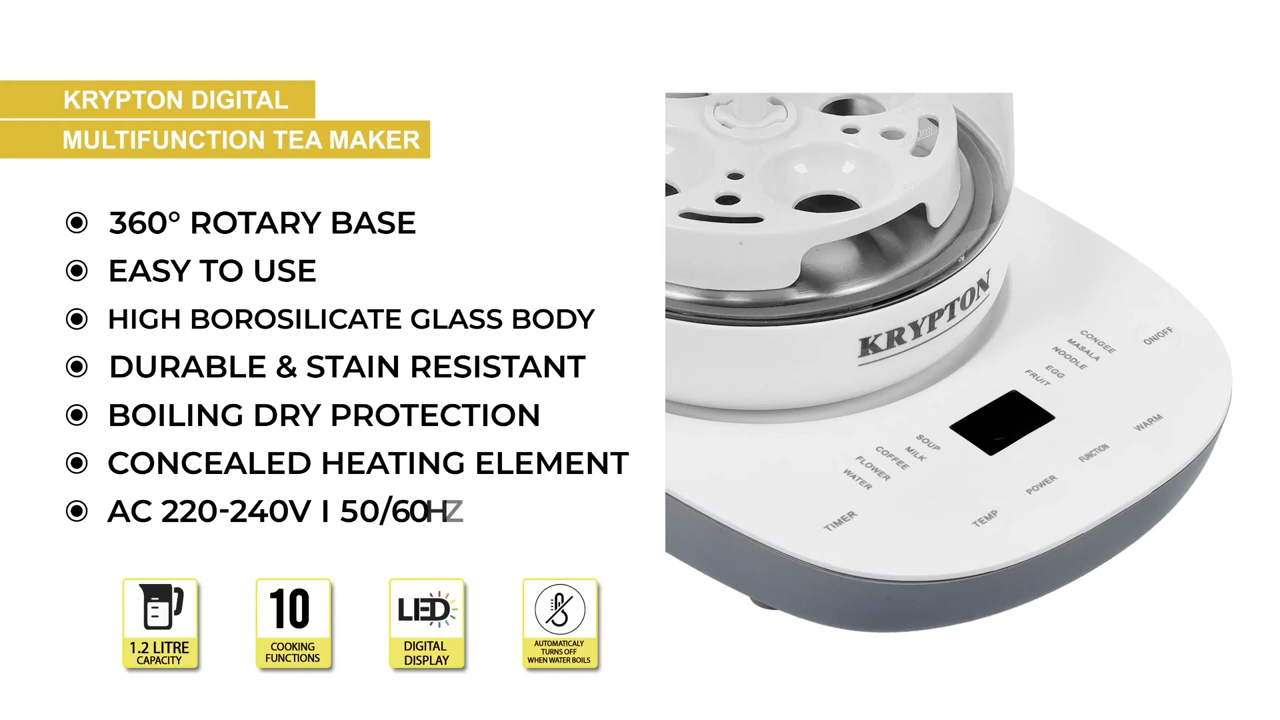 KRYPTON DIGITAL
MULTIFUNCTION TEA MAKER
360° ROTARY BASE
EASY TO USE
HIGH BOROSILICATE GLASS BODY
DURABLE & STAIN RESISTANT
BOILING DRY PROTECTION
CONCEALED HEATING ELEMENT
AC 220-240V I 50/60HZ
1.2 LITRE
CAPACITY
10
COOKING
FUNCTIONS
LED
DIGITAL
DISPLAY
AUTOMATICALY
TURNS OFF
WHEN WATER BOILS
KRYPTON
CONGEE
MASALA
NOODLE
EGG
FRUIT
ON/OFF
SOUP
MILK
COFFEE
FLOWER
WATER
WARM
FUNCTION
POWER
TEMP
TIMER